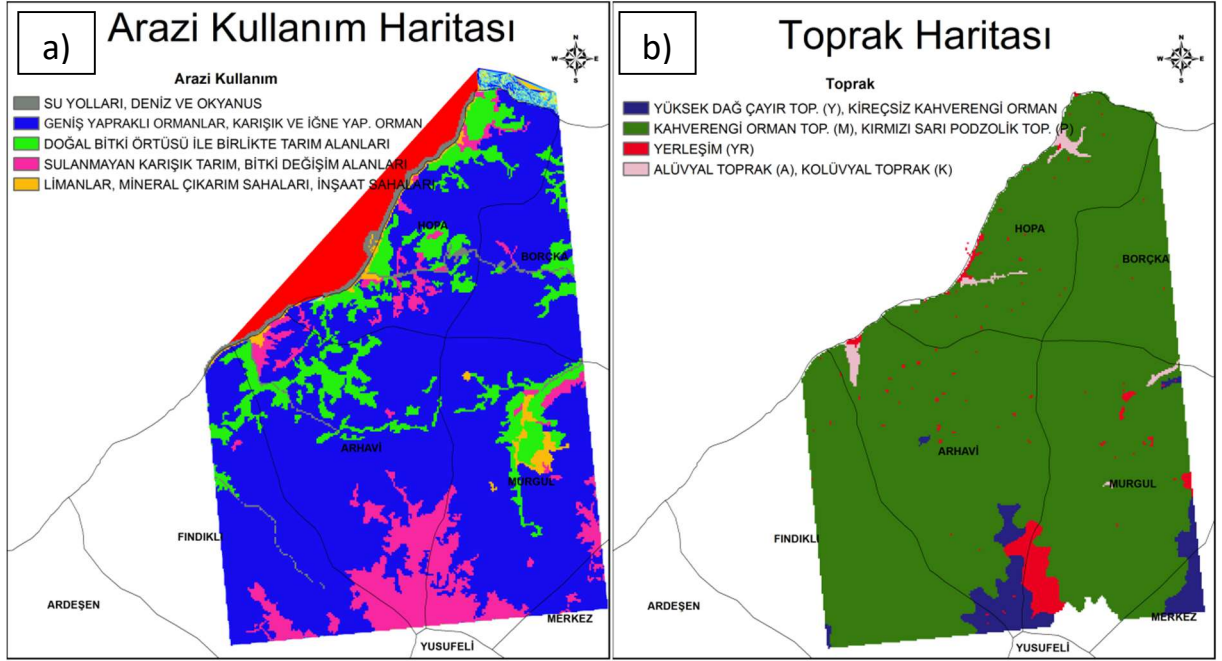 a)
Arazi Kullanım Haritası
N
W E
S
Arazi Kullanım
SU YOLLARI, DENİZ VE OKYANUS
GENİŞ YAPRAKLI ORMANLAR, KARIŞIK VE İĞNE YAP. ORMAN
DOĞAL BİTKİ ÖRTÜSÜ İLE BİRLİKTE TARIM ALANLARI
SULANMAYAN KARIŞIK TARIM, BİTKİ DEĞİŞİM ALANLARI
LİMANLAR, MİNERAL ÇIKARIM SAHALARI, İNŞAAT SAHALARI
HOPA
BORÇKA
ARHAVİ
MURGUL
FINDIKLI
ARDEŞEN
MERKEZ
YUSUFELİ
b)
Toprak Haritası
N
W E
S
Toprak
YÜKSEK DAĞ ÇAYIR TOP. (Y), KİREÇSİZ KAHVERENGİ ORMAN
KAHVERENGİ ORMAN TOP. (M), KIRMIZI SARI PODZOLİK TOP. (P)
YERLEŞİM (YR)
ALÜVYAL TOPRAK (A), KOLÜVYAL TOPRAK (K)
HOPA
BORÇKA
ARHAVİ
MURGUL
FINDIKLI
ARDEŞEN
MERKEZ
YUSUFELİ